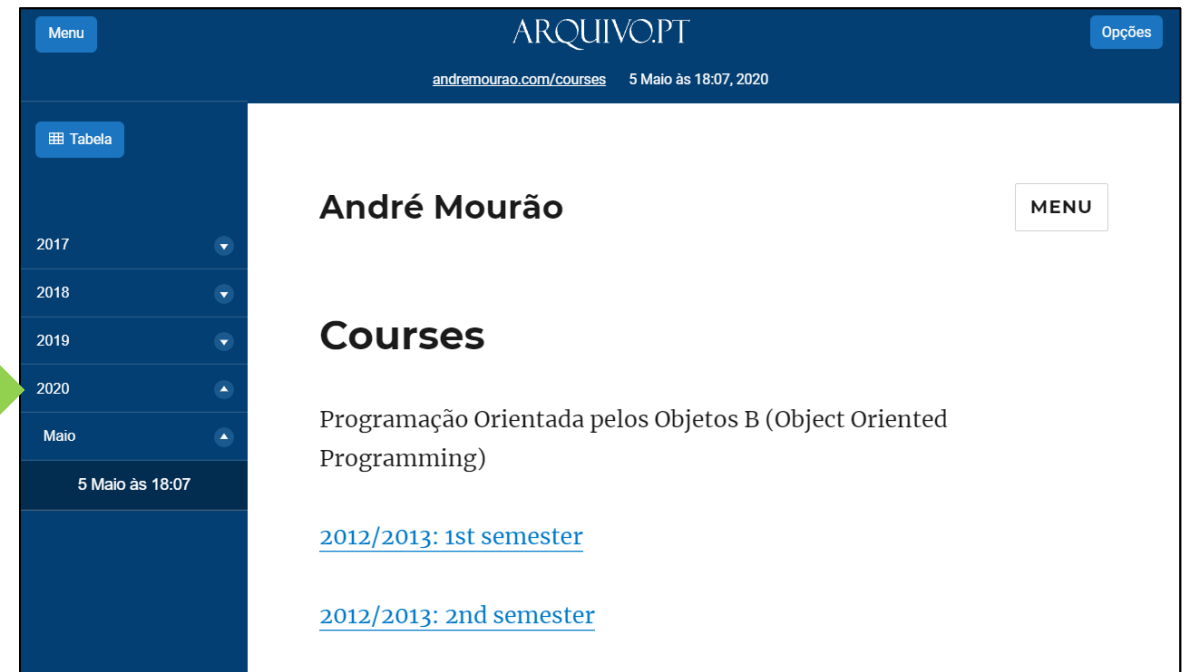 Menu
ARQUIVO.PT
Opções
andremourao.com/courses 5 Maio às 18:07, 2020
Tabela
2017
2018
2019
2020
Maio
5 Maio às 18:07
André Mourão
MENU
Courses
Programação Orientada pelos Objetos B (Object Oriented
Programming)
2012/2013: 1st semester
2012/2013: 2nd semester